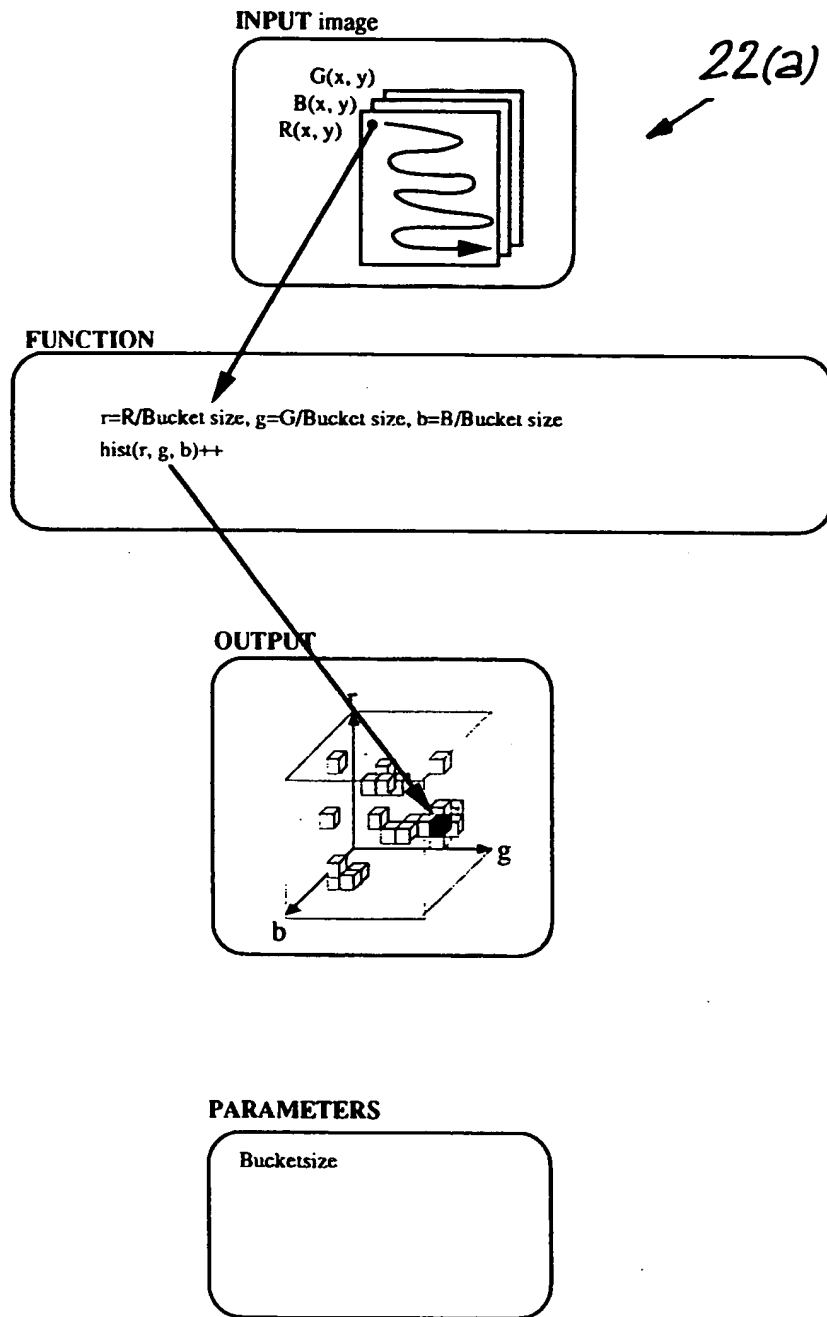 INPUT image
22(a)
G(x, y)
B(x, y)
R(x, y)
FUNCTION
r=R/Bucket size, g=G/Bucket size, b=B/Bucket size
hist(r, g, b)++
OUTPUT
r
g
b
PARAMETERS
Bucketsize